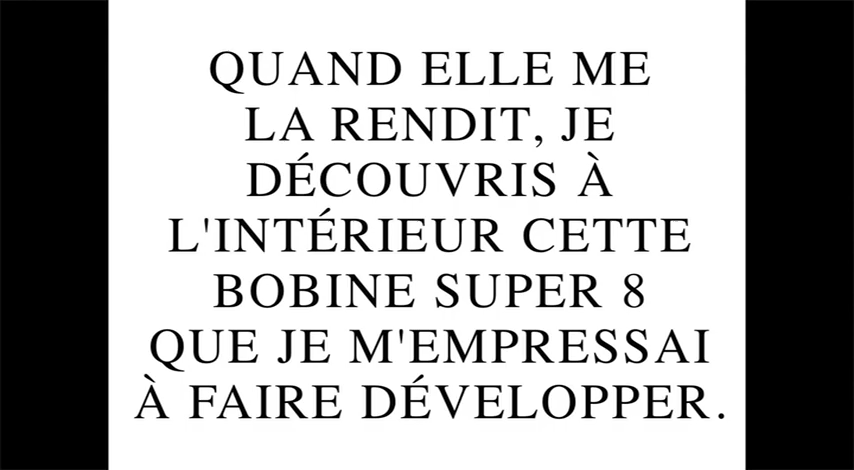 QUAND ELLE ME
LA RENDIT, JE
DÉCOUVRIS À
L'INTÉRIEUR CETTE
BOBINE SUPER 8
QUE JE M'EMPRESSAI
À FAIRE DÉVELOPPER.